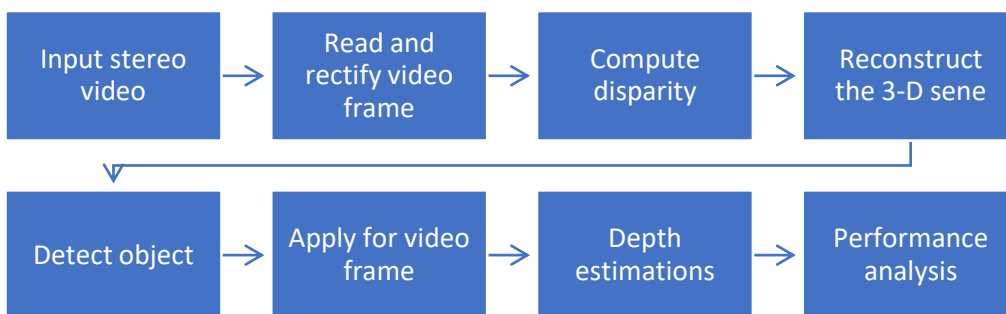 Input stereo
video
Read and
rectify video
frame
Compute
disparity
Reconstruct
the 3-D sene
Detect object
Apply for video
frame
Depth
estimations
Performance
analysis